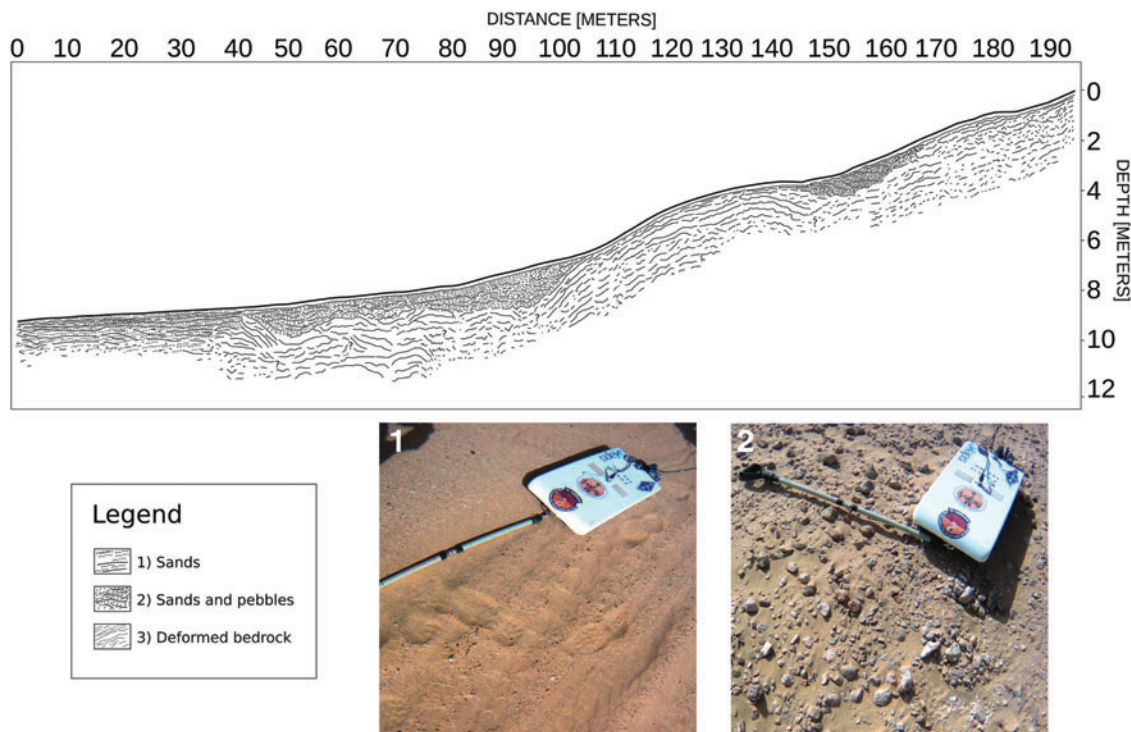 DISTANCE [METERS]
0 10 20 30 40 50 60 70 80 90 100 110 120 130 140 150 160 170 180 190
0
2
4
6
8
10
12
DEPTH [METERS]
Legend
1) Sands
2) Sands and pebbles
3) Deformed bedrock
1
2